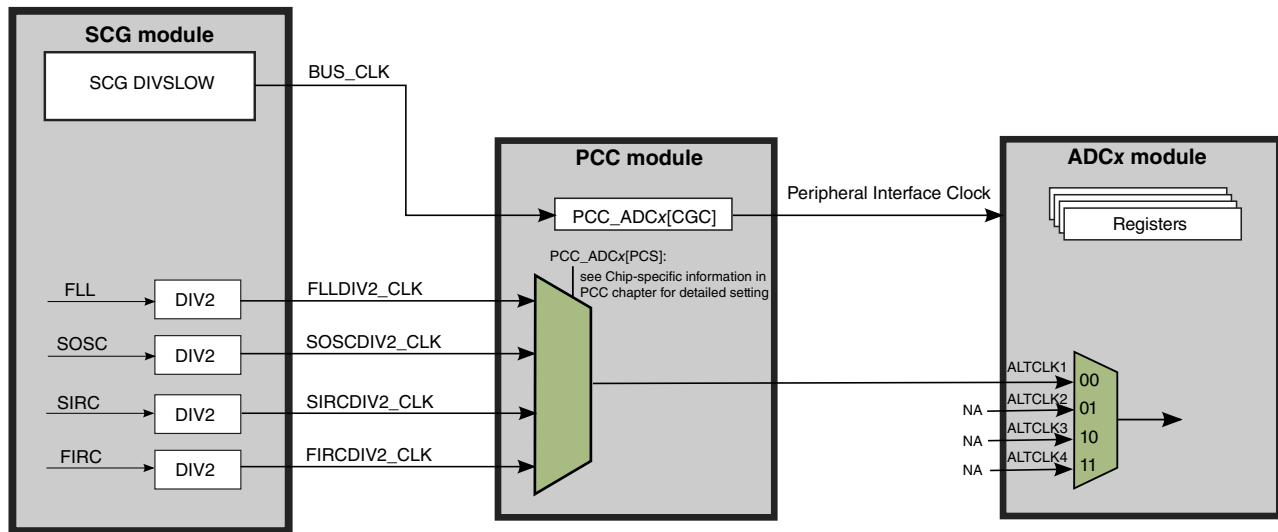 SCG module
SCG DIVSLOW
BUS_CLK
PCC module
ADCx module
PCC_ADCx[CGC]
Peripheral Interface Clock
Registers
PCC_ADCx[PCS]:
see Chip-specific information in
PCC chapter for detailed setting
FLL
DIV2
FLLDIV2_CLK
SOSC
DIV2
SOSCDIV2_CLK
SIRC
DIV2
SIRCDIV2_CLK
FIRC
DIV2
FIRCDIV2_CLK
ALTCLK1
00
NA
ALTCLK2
01
NA
ALTCLK3
10
NA
ALTCLK4
11